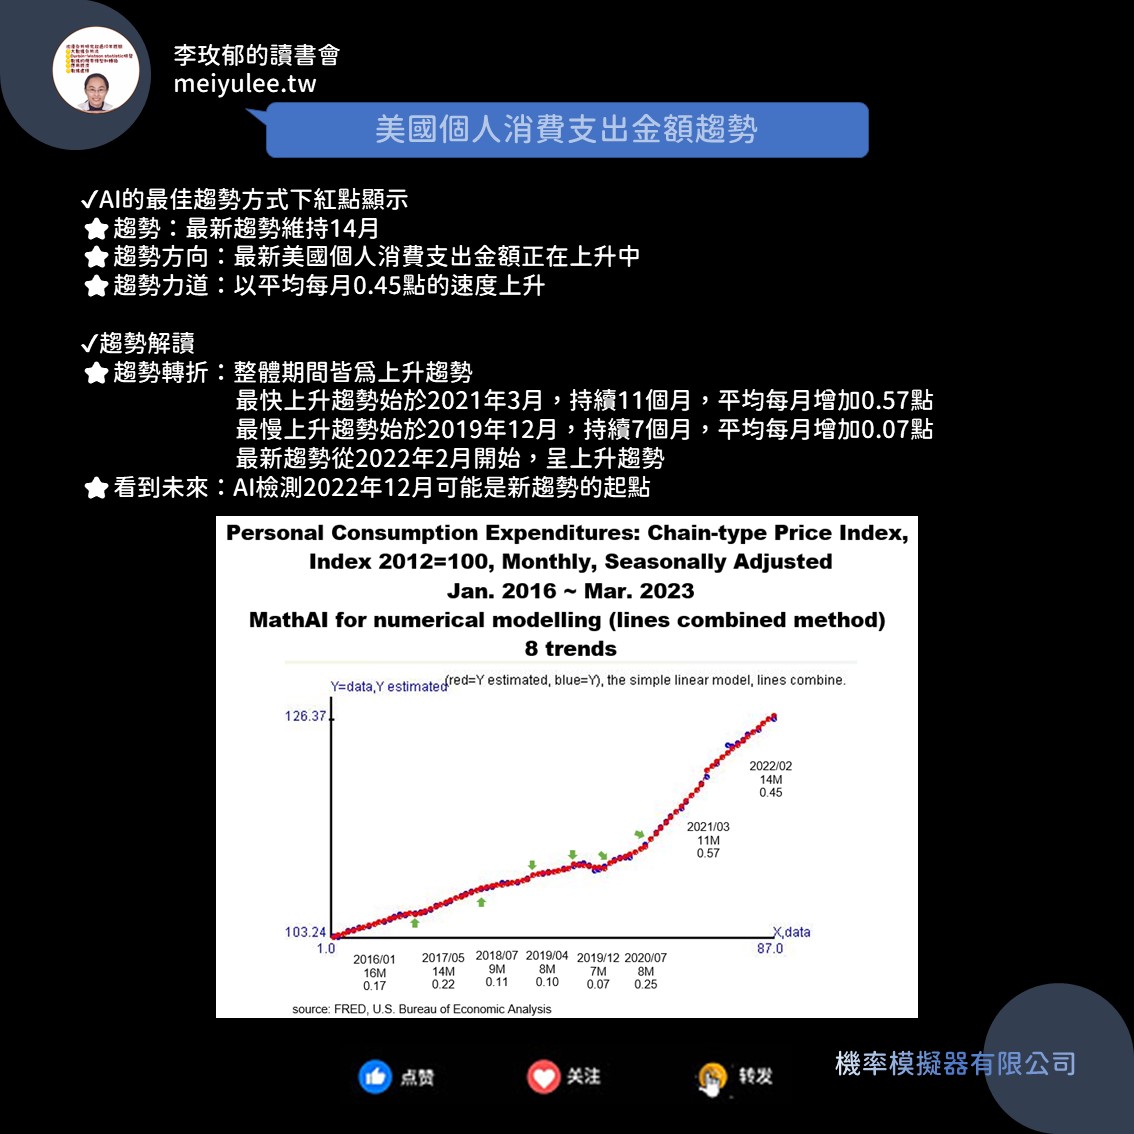 李玫郁的讀書會
meiyulee.tw
美國個人消費支出金額趨勢
✓AI的最佳趨勢方式下紅點顯示
★趨勢：最新趨勢維持14月
★趨勢方向：最新美國個人消費支出金額正在上升中
★趨勢力道：以平均每月0.45點的速度上升
✓趨勢解讀
★趨勢轉折：整體期間皆爲上升趨勢
最快上升趨勢始於2021年3月，持續11個月，平均每月增加0.57點
最慢上升趨勢始於2019年12月，持續7個月，平均每月增加0.07點
最新趨勢從2022年2月開始，呈上升趨勢
★看到未來：AI檢測2022年12月可能是新趨勢的起點
Personal Consumption Expenditures: Chain-type Price Index,
Index 2012=100, Monthly, Seasonally Adjusted
Jan. 2016 ~ Mar. 2023
MathAI for numerical modelling (lines combined method)
8 trends
Y=data,Y estimated
(red=Y estimated, blue=Y), the simple linear model, lines combine.
126.37
2022/02
14M
0.45
2021/03
11M
0.57
103.24
X,data
1.0
87.0
2016/01
16M
0.17
2017/05
14M
0.22
2018/07
9M
0.11
2019/04
8M
0.10
2019/12
7M
0.07
2020/07
8M
0.25
source: FRED, U.S. Bureau of Economic Analysis
機率模擬器有限公司
点赞
关注
转发